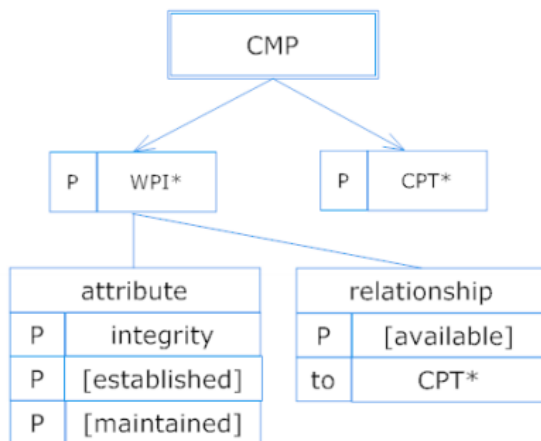 CMP
P WPI*
P CPT*
attribute
P integrity
P [established]
P [maintained]
relationship
P [available]
to CPT*